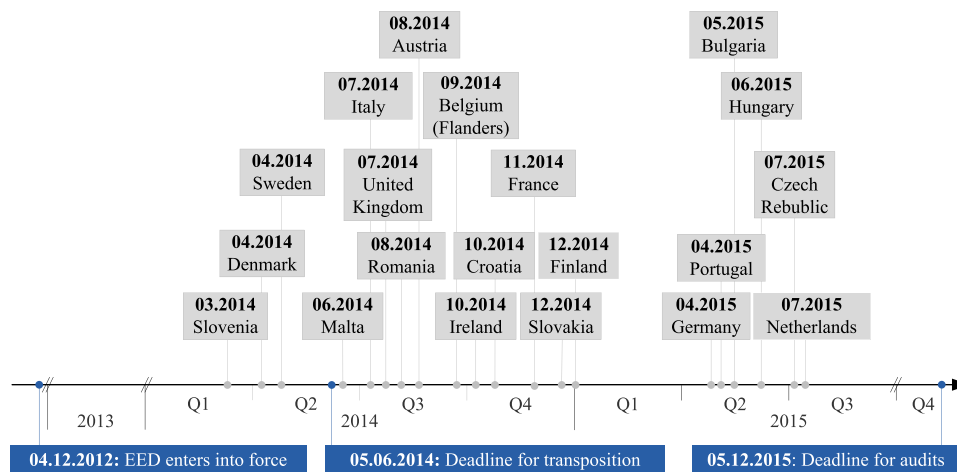 08.2014
Austria
05.2015
Bulgaria
07.2014
Italy
09.2014
Belgium
(Flanders)
06.2015
Hungary
04.2014
Sweden
07.2014
United
Kingdom
11.2014
France
07.2015
Czech
Rebublic
04.2014
Denmark
08.2014
Romania
10.2014
Croatia
12.2014
Finland
04.2015
Portugal
03.2014
Slovenia
06.2014
Malta
10.2014
Ireland
12.2014
Slovakia
04.2015
Germany
07.2015
Netherlands
Q1 Q2 Q3 Q4 Q1 Q2 Q3 Q4
2013 2014 2015
04.12.2012: EED enters into force
05.06.2014: Deadline for transposition
05.12.2015: Deadline for audits